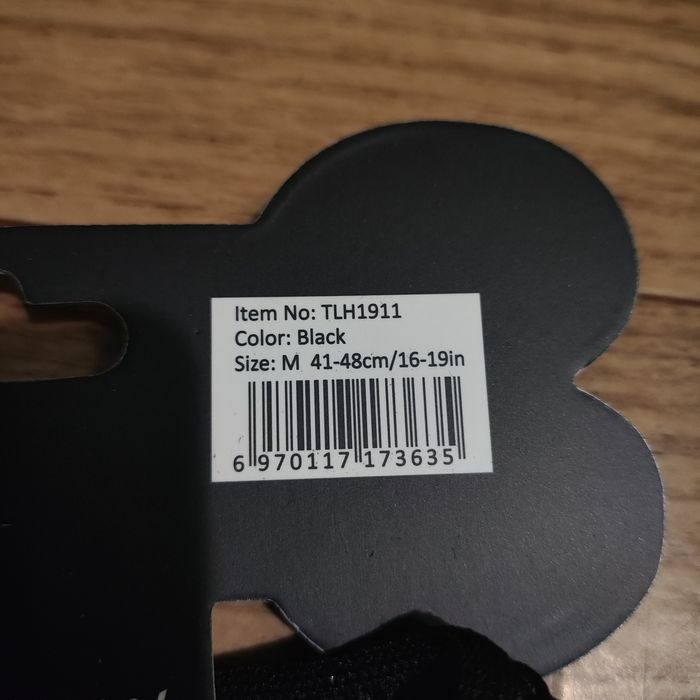 Item No: TLH1911
Color: Black
Size: M 41-48cm/16-19in
6 970117 173635